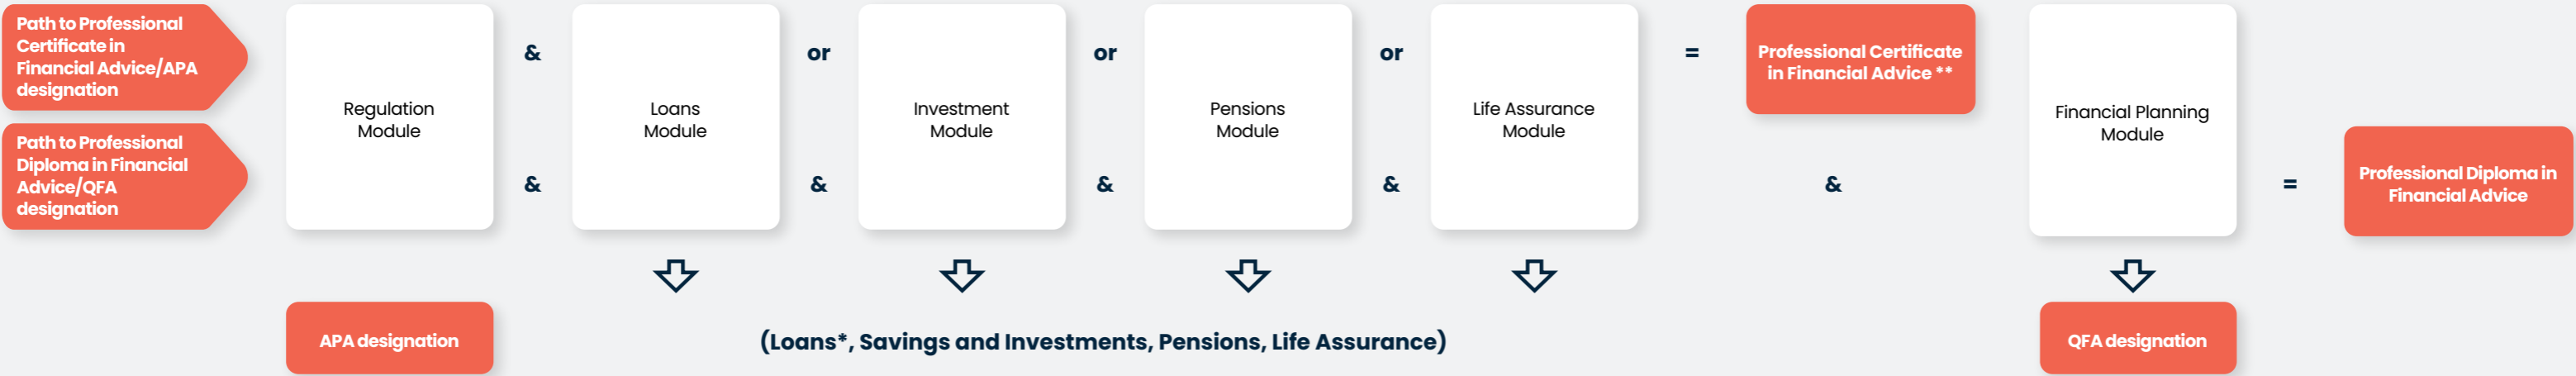 Path to Professional
Certificate in
Financial Advice/APA
designation
Path to Professional
Diploma in Financial
Advice/QFA
designation
Regulation
Module
&
&
Loans
Module
or
&
Investment
Module
or
&
Pensions
Module
or
&
Life Assurance
Module
=
Professional Certificate
in Financial Advice **
&
Financial Planning
Module
=
Professional Diploma in
Financial Advice
APA designation
(Loans*, Savings and Investments, Pensions, Life Assurance)
QFA designation